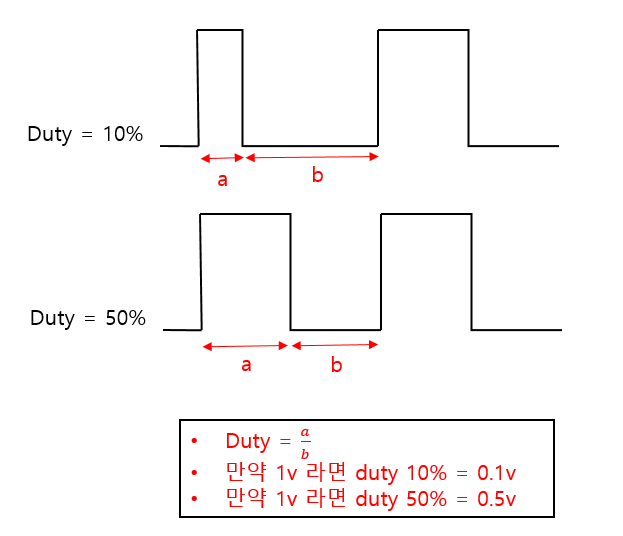 Duty = 10%
a
b
Duty = 50%
a
b
• Duty = a/b
• 만약 1v 라면 duty 10% = 0.1v
• 만약 1v 라면 duty 50% = 0.5v